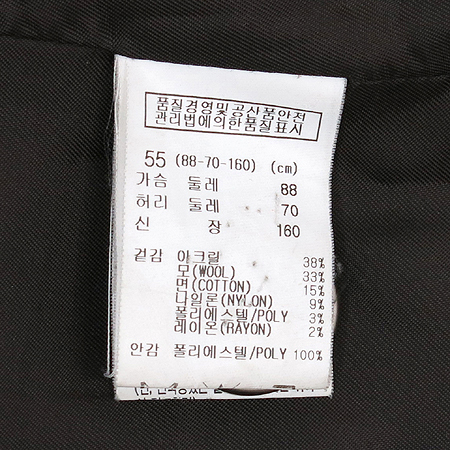 품질경영및공산품안전
관리법에의한품질표시
55 (88-70-160) (cm)
가슴 둘레 88
허리 둘레 70
신 장 160
겉감 아크릴 38%
모(WOOL) 33%
면(COTTON) 15%
나일론(NYLON) 9%
폴리에스텔/POLY 3%
레이온(RAYON) 2%
안감 폴리에스텔/POLY 100%